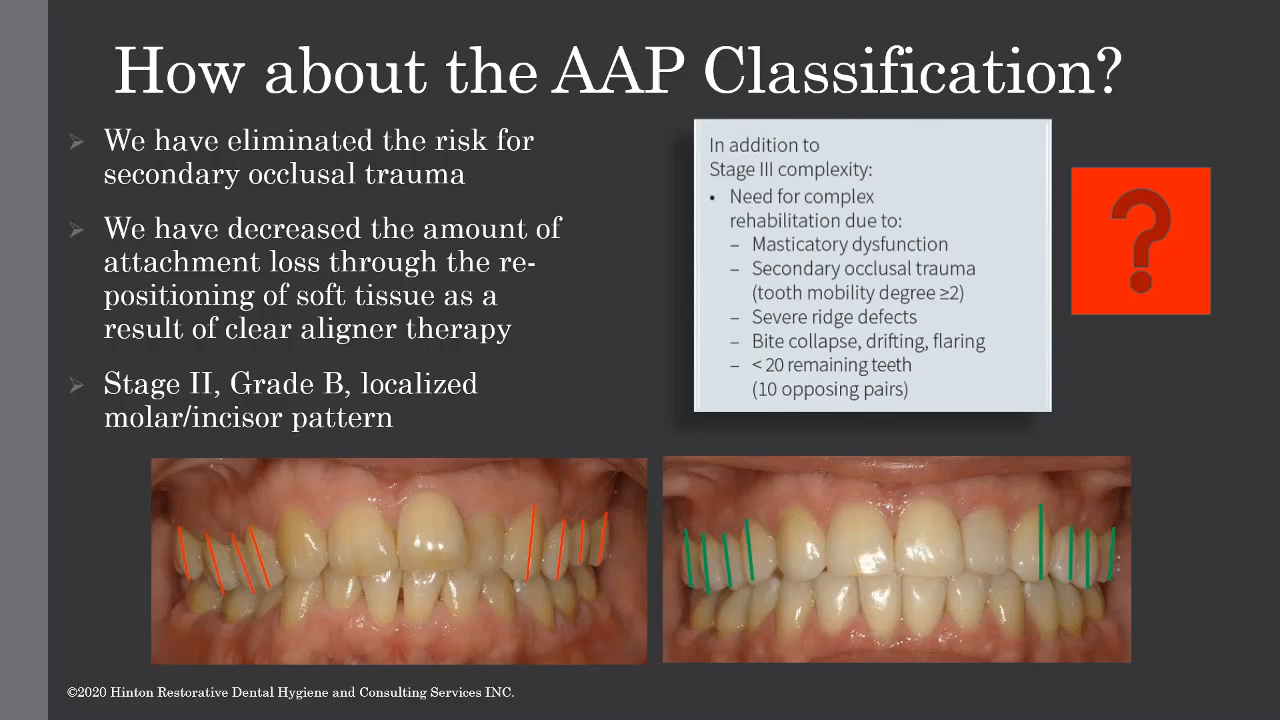 How about the AAP Classification?
We have eliminated the risk for
secondary occlusal trauma
We have decreased the amount of
attachment loss through the re-
positioning of soft tissue as a
result of clear aligner therapy
Stage II, Grade B, localized
molar/incisor pattern
In addition to
Stage III complexity:
• Need for complex
rehabilitation due to:
– Masticatory dysfunction
– Secondary occlusal trauma
(tooth mobility degree ≥2)
– Severe ridge defects
– Bite collapse, drifting, flaring
– < 20 remaining teeth
(10 opposing pairs)
?
©2020 Hinton Restorative Dental Hygiene and Consulting Services INC.